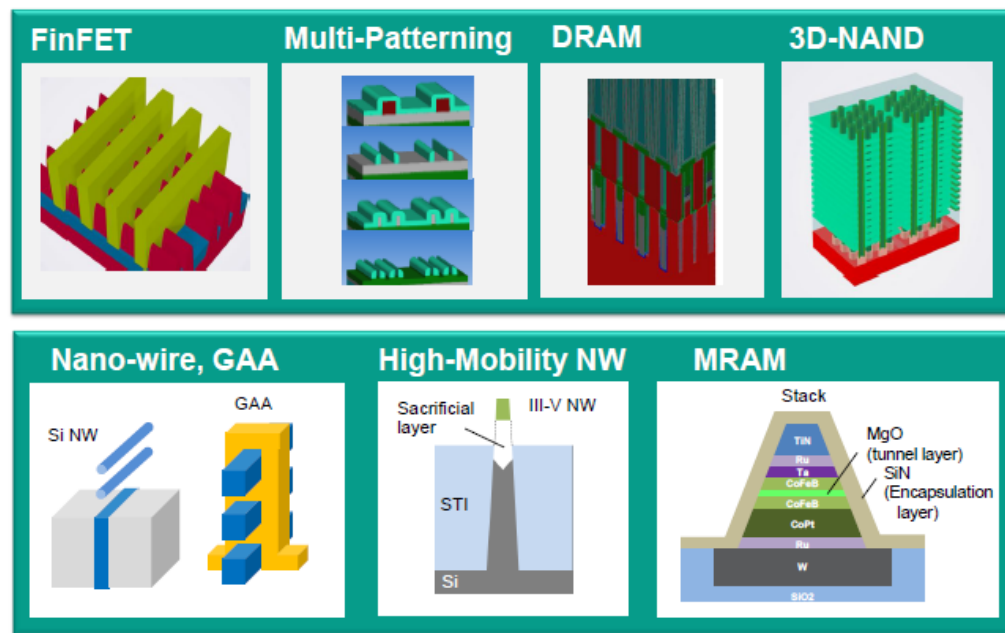 FinFET
Multi-Patterning
DRAM
3D-NAND
Nano-wire, GAA
High-Mobility NW
MRAM
Si NW
GAA
Sacrificial
layer
III-V NW
STI
Si
Stack
MgO
(tunnel layer)
SiN
(Encapsulation
layer)
TiN
Ru
Ta
CoFeB
CoFeB
CoPt
Ru
W
SiO2